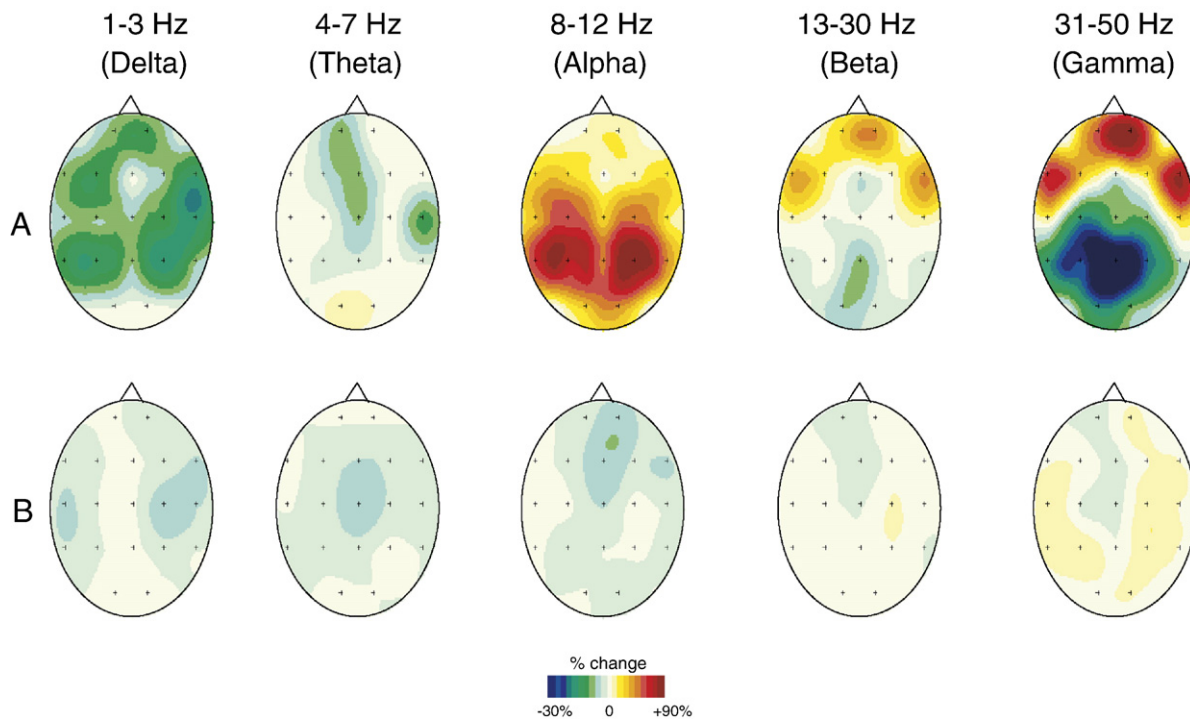 1-3 Hz 4-7 Hz 8-12 Hz 13-30 Hz 31-50 Hz
(Delta) (Theta) (Alpha) (Beta) (Gamma)
A
B
% change
-30% 0 +90%